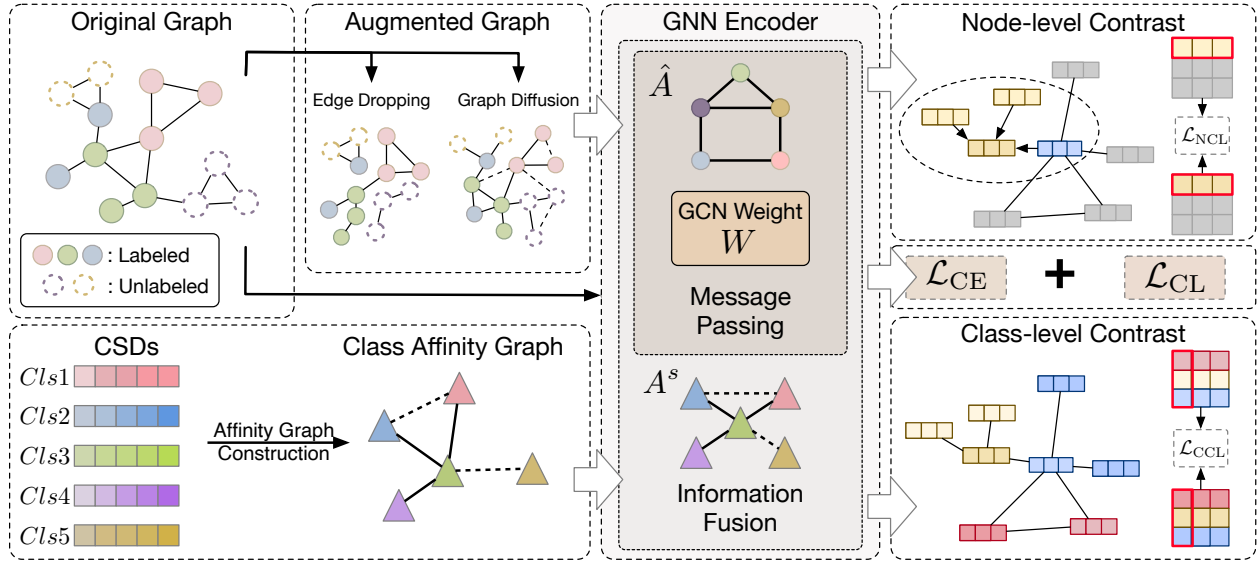 Original Graph
: Labeled
: Unlabeled
Augmented Graph
Edge Dropping
Graph Diffusion
CSDs
Cls1
Cls2
Cls3
Cls4
Cls5
Affinity Graph
Construction
Class Affinity Graph
GNN Encoder
Â
GCN Weight
W
Message
Passing
A^s
Information
Fusion
Node-level Contrast
ℒ_NCL
ℒ_CE + ℒ_CL
Class-level Contrast
ℒ_CCL